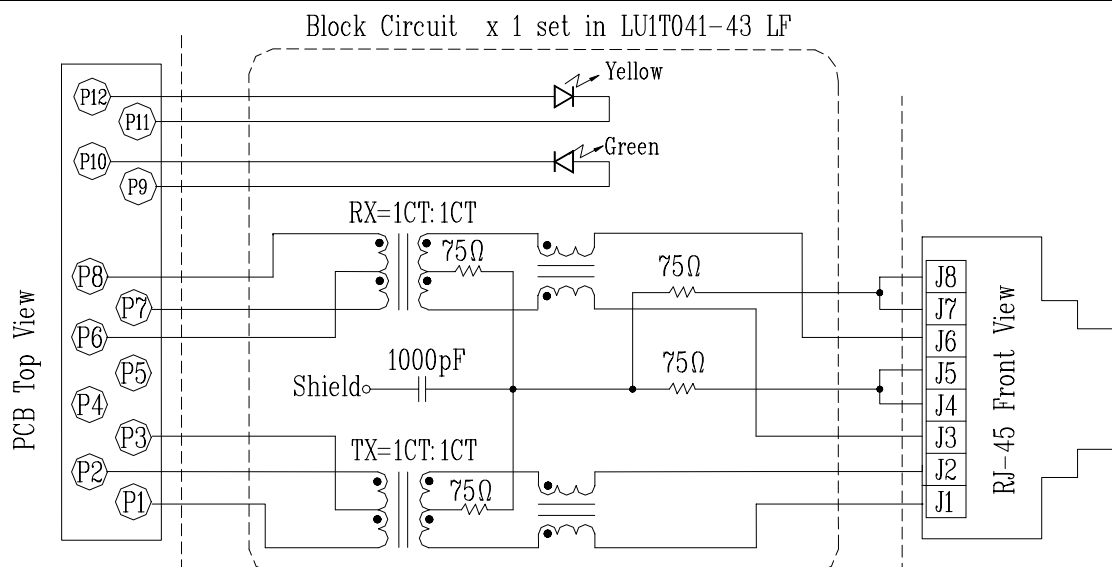 Block Circuit x 1 set in LU1T041-43 LF
Yellow
P12
P11
Green
P10
P9
RX=1CT:1CT
75Ω
75Ω
P8
P7
P6
P5
P4
P3
P2
P1
PCB Top View
1000pF
Shield
75Ω
TX=1CT:1CT
75Ω
J8
J7
J6
J5
J4
J3
J2
J1
RJ-45 Front View